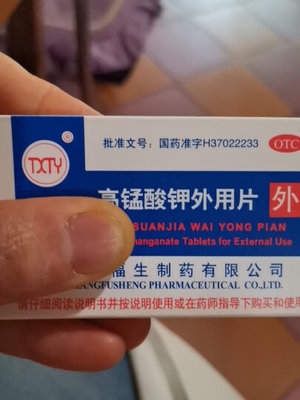 批准文号:国药准字H37022233
OTC
TXTY ®
高锰酸钾外用片 外
SUANJIA WAI YONG PIAN
manganate Tablets for External Use
福生制药有限公司
ANGFUSHENG PHARMACEUTICAL CO.,LTD.
请仔细阅读说明书并按说明使用或在药师指导下购买和使用